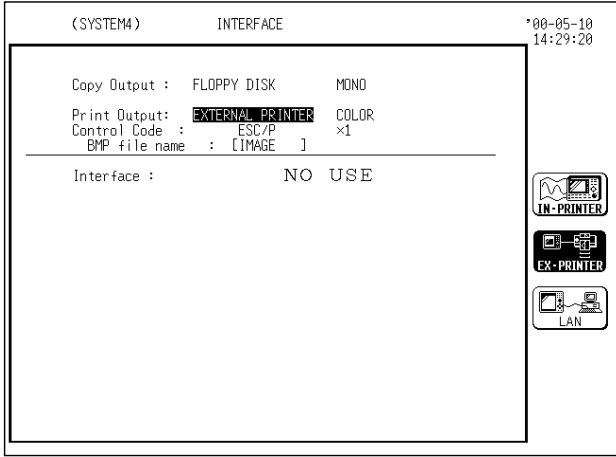 (SYSTEM4) INTERFACE '00-05-10
14:29:20
Copy Output : FLOPPY DISK MONO
Print Output: EXTERNAL PRINTER COLOR
Control Code : ESC/P ×1
BMP file name : [IMAGE ]
Interface : NO USE
IN-PRINTER
EX-PRINTER
LAN